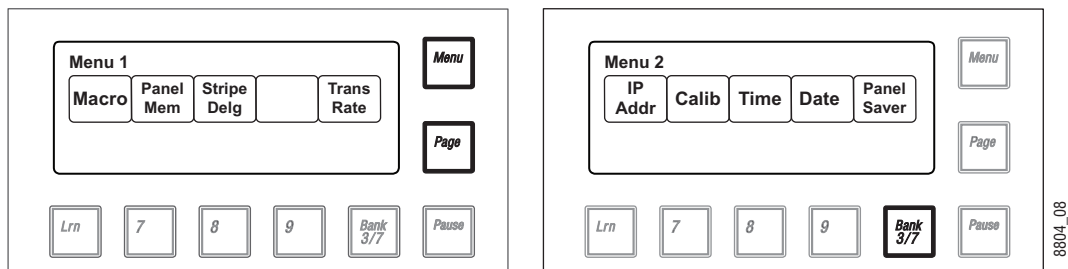 Menu 1
Macro
Panel Mem
Stripe Delg
Trans Rate
Menu
Page
Lrn
7
8
9
Bank 3/7
Pause
Menu 2
IP Addr
Calib
Time
Date
Panel Saver
Menu
Page
Lrn
7
8
9
Bank 3/7
Pause
8804_08